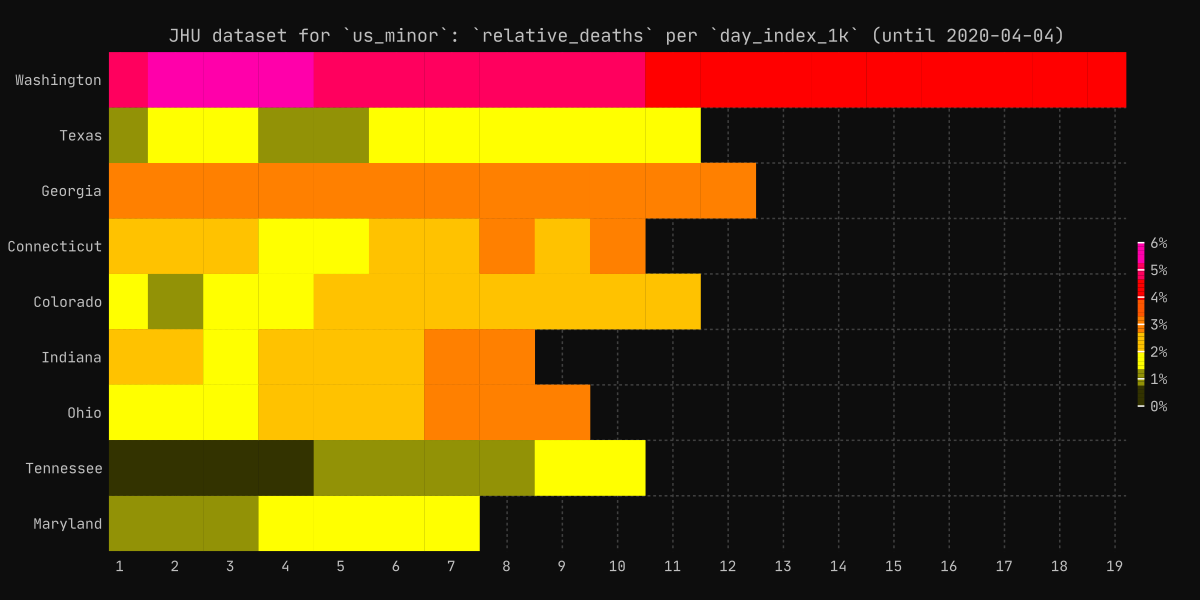 JHU dataset for `us_minor`: `relative_deaths` per `day_index_1k` (until 2020-04-04)
Washington
Texas
Georgia
Connecticut
Colorado
Indiana
Ohio
Tennessee
Maryland
6%
5%
4%
3%
2%
1%
0%
1 2 3 4 5 6 7 8 9 10 11 12 13 14 15 16 17 18 19